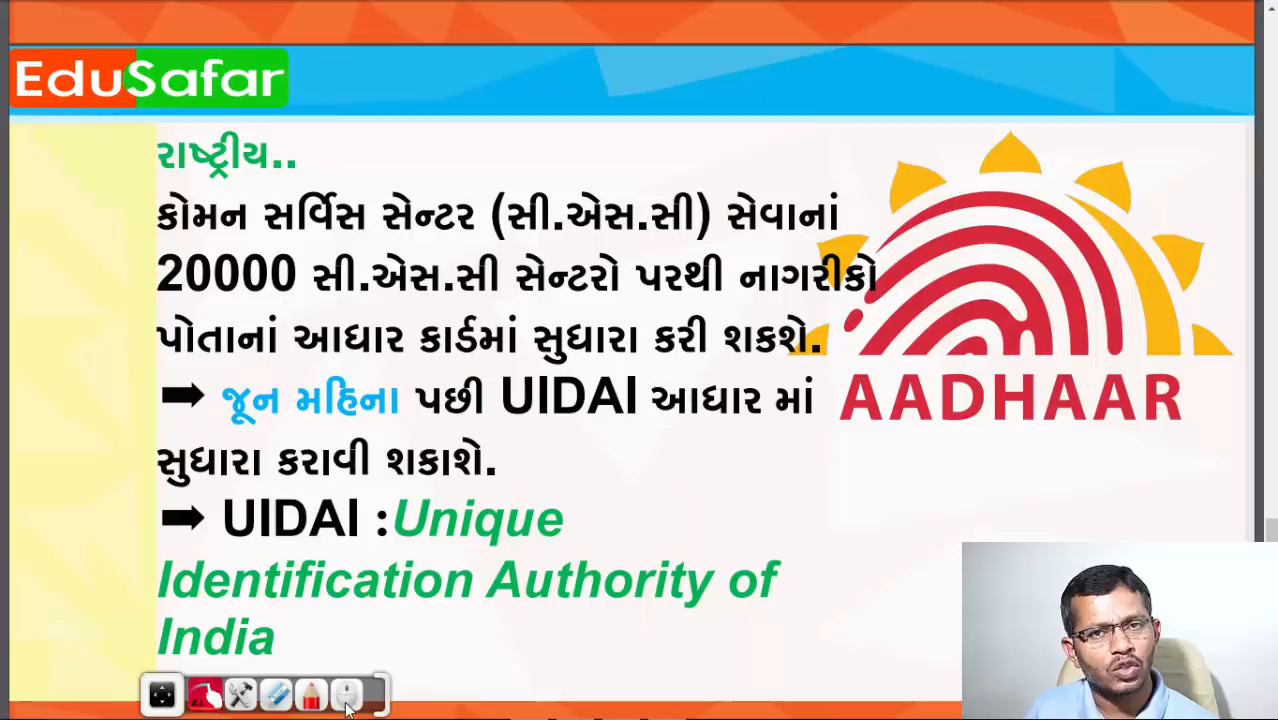 EduSafar
રાષ્ટ્રીય..
કોમન સર્વિસ સેન્ટર (સી.એસ.સી) સેવાનાં
20000 સી.એસ.સી સેન્ટરો પરથી નાગરીકો
પોતાનાં આધાર કાર્ડમાં સુધારા કરી શકશે.
➡ જૂન મહિના પછી UIDAI આધાર માં
સુધારા કરાવી શકાશે.
➡ UIDAI :Unique
Identification Authority of
India
AADHAAR